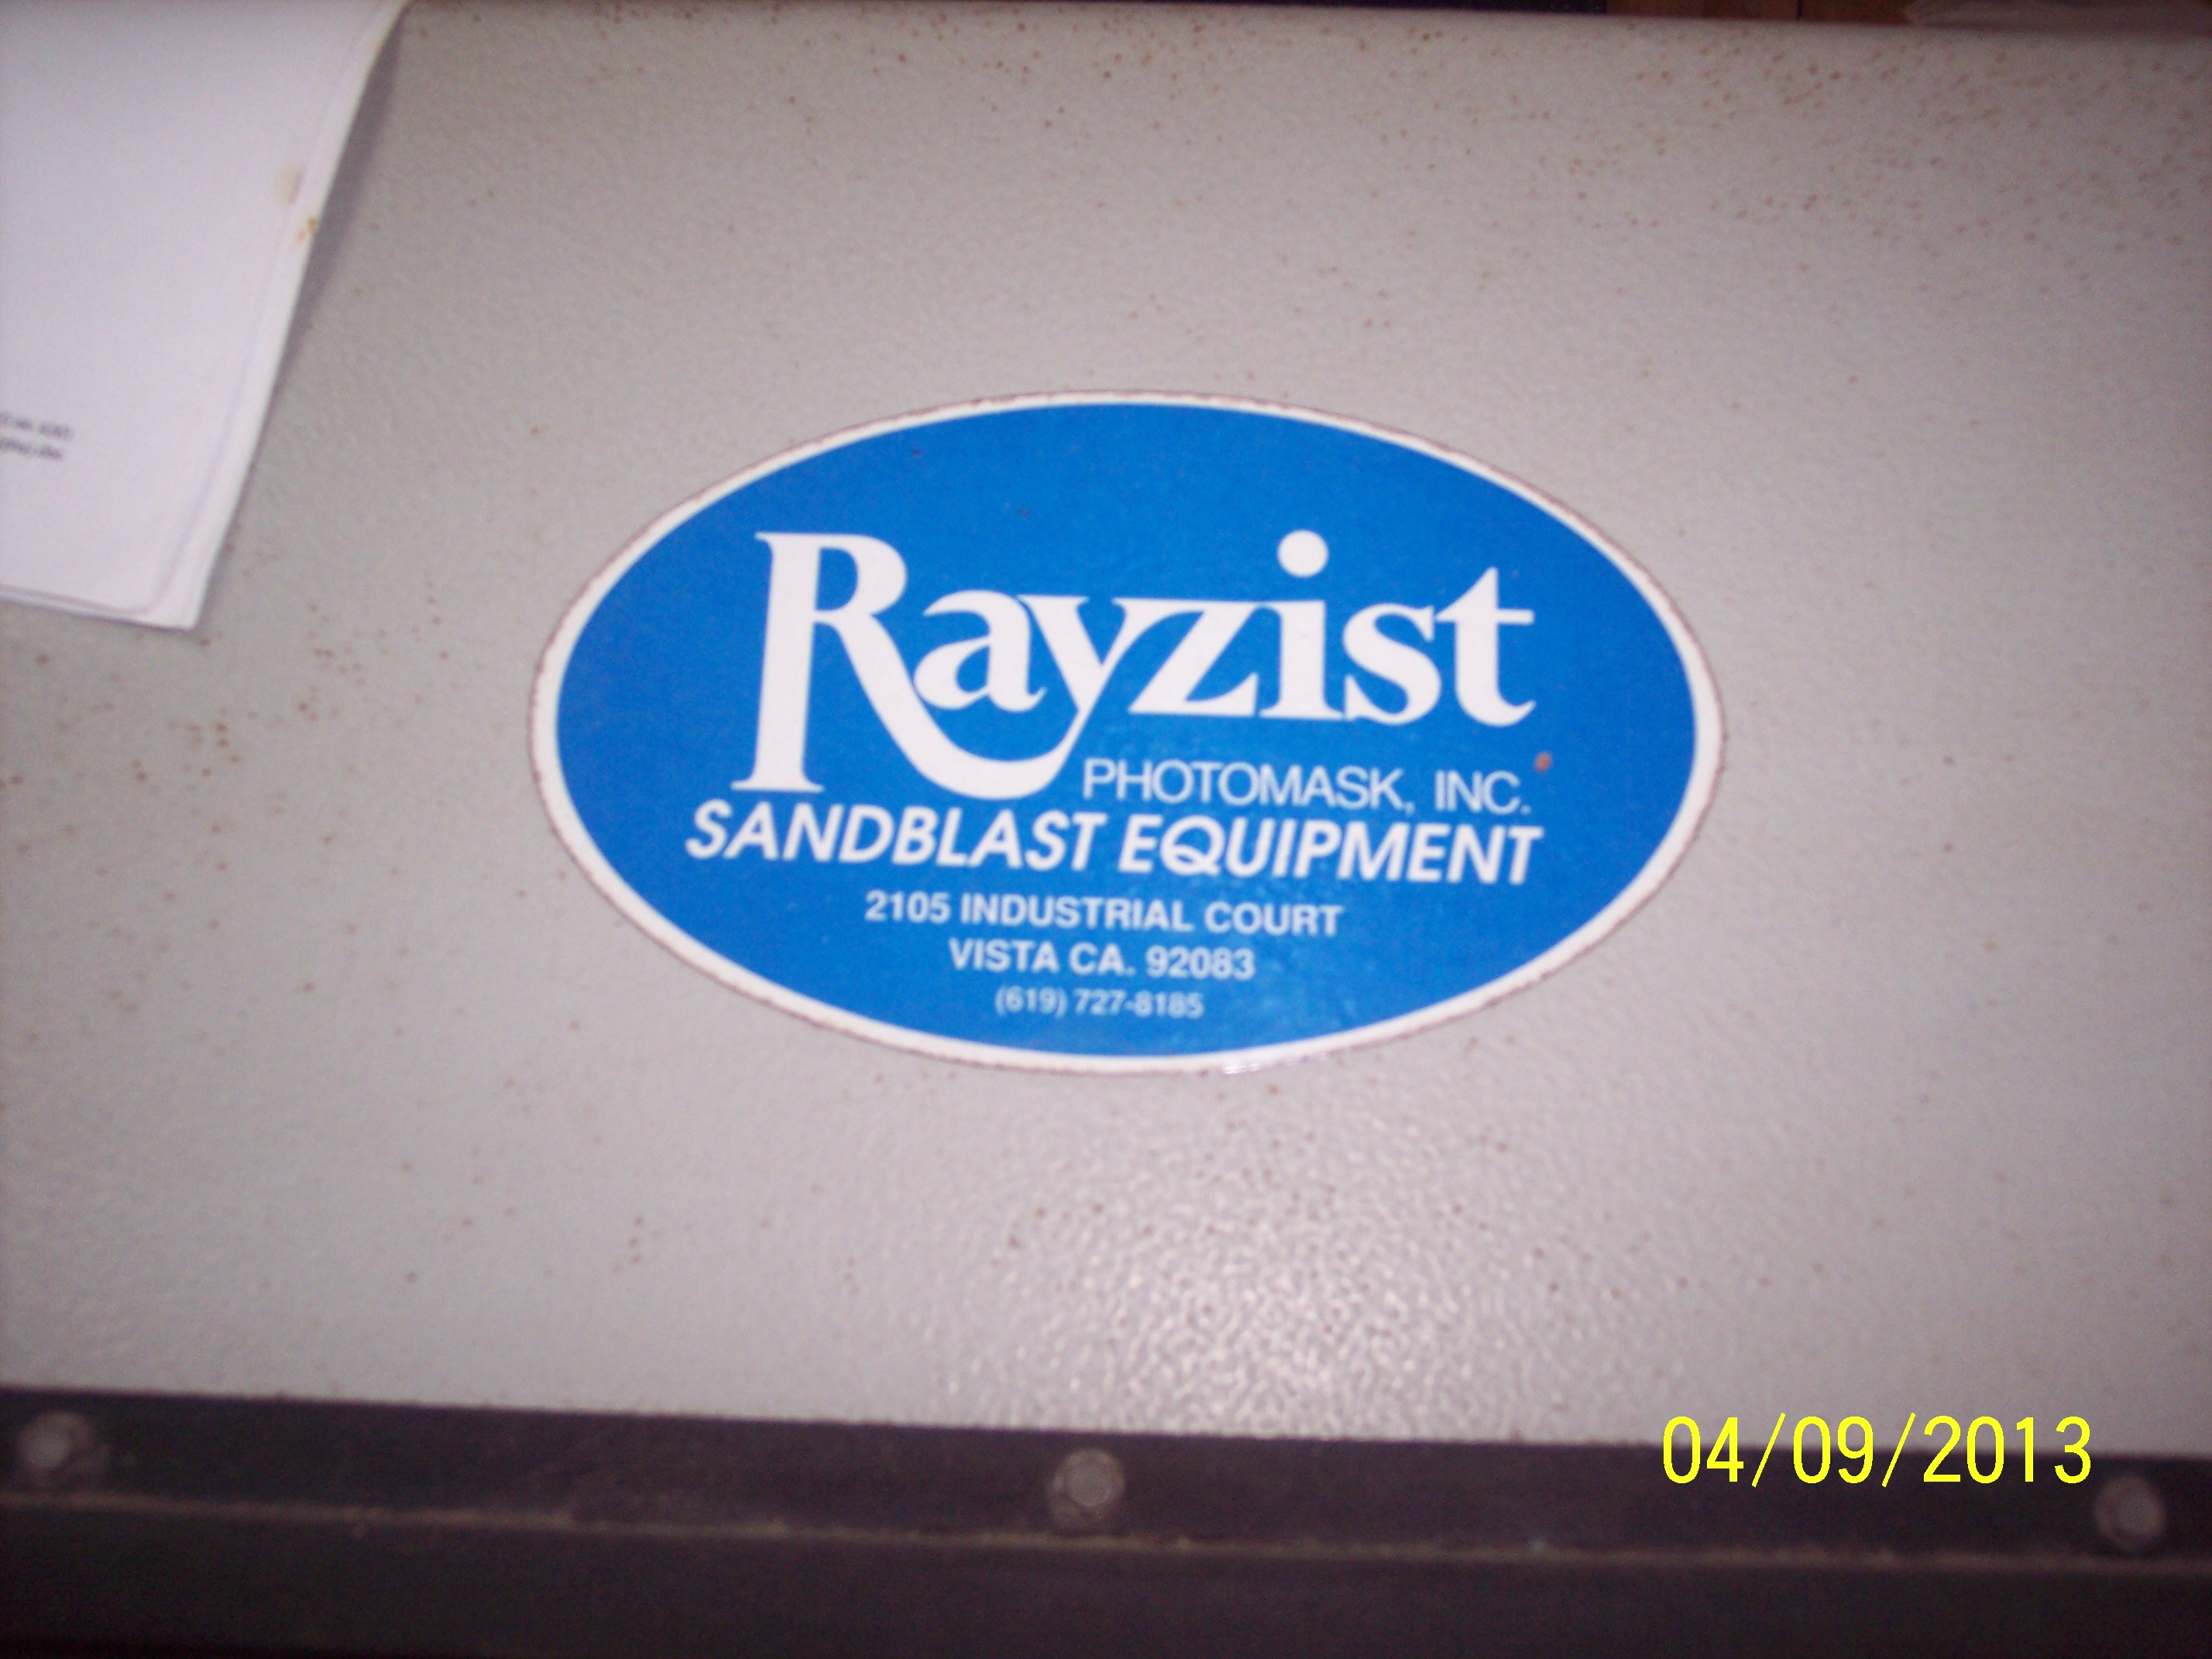 Rayzist
PHOTOMASK, INC.
SANDBLAST EQUIPMENT
2105 INDUSTRIAL COURT
VISTA CA. 92083
(619) 727-8185
04/09/2013